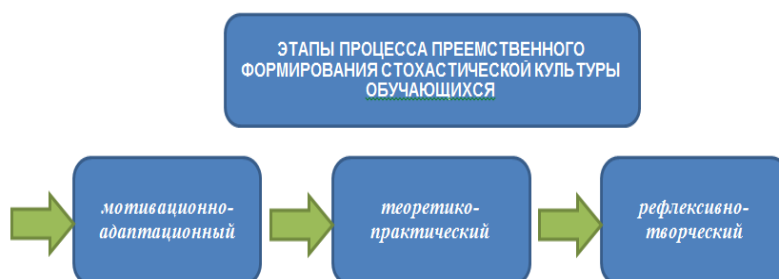 ЭТАПЫ ПРОЦЕССА ПРЕЕМСТВЕННОГО
ФОРМИРОВАНИЯ СТОХАСТИЧЕСКОЙ КУЛЬТУРЫ
ОБУЧАЮЩИХСЯ
мотивационно-
адаптационный
теоретико-
практический
рефлексивно-
творческий